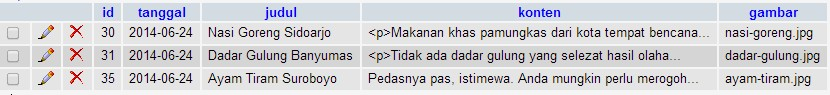 id tanggal judul konten gambar
30 2014-06-24 Nasi Goreng Sidoarjo <p>Makanan khas pamungkas dari kota tempat bencana... nasi-goreng.jpg
31 2014-06-24 Dadar Gulung Banyumas <p>Tidak ada dadar gulung yang selezat hasil olaha... dadar-gulung.jpg
35 2014-06-24 Ayam Tiram Suroboyo Pedasnya pas, istimewa. Anda mungkin perlu merogoh... ayam-tiram.jpg